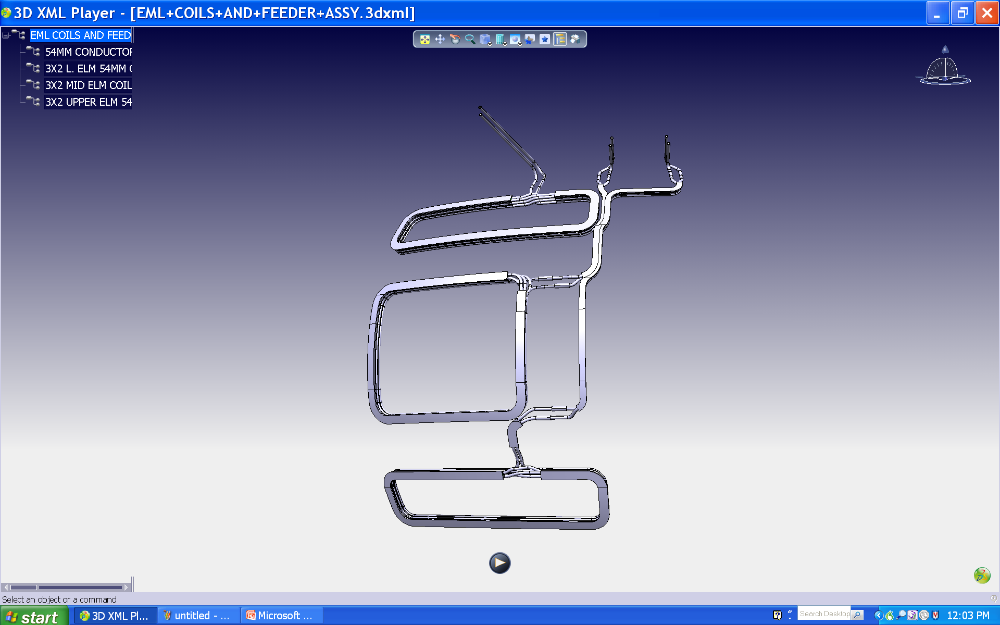 3D XML Player - [EML+COILS+AND+FEEDER+ASSY.3dxml]
EML COILS AND FEED
54MM CONDUCTOR
3X2 L. ELM 54MM C
3X2 MID ELM COIL
3X2 UPPER ELM 54
Select an object or a command
start
3D XML Pl...
untitled - ...
Microsoft ...
Search Desktop
12:03 PM